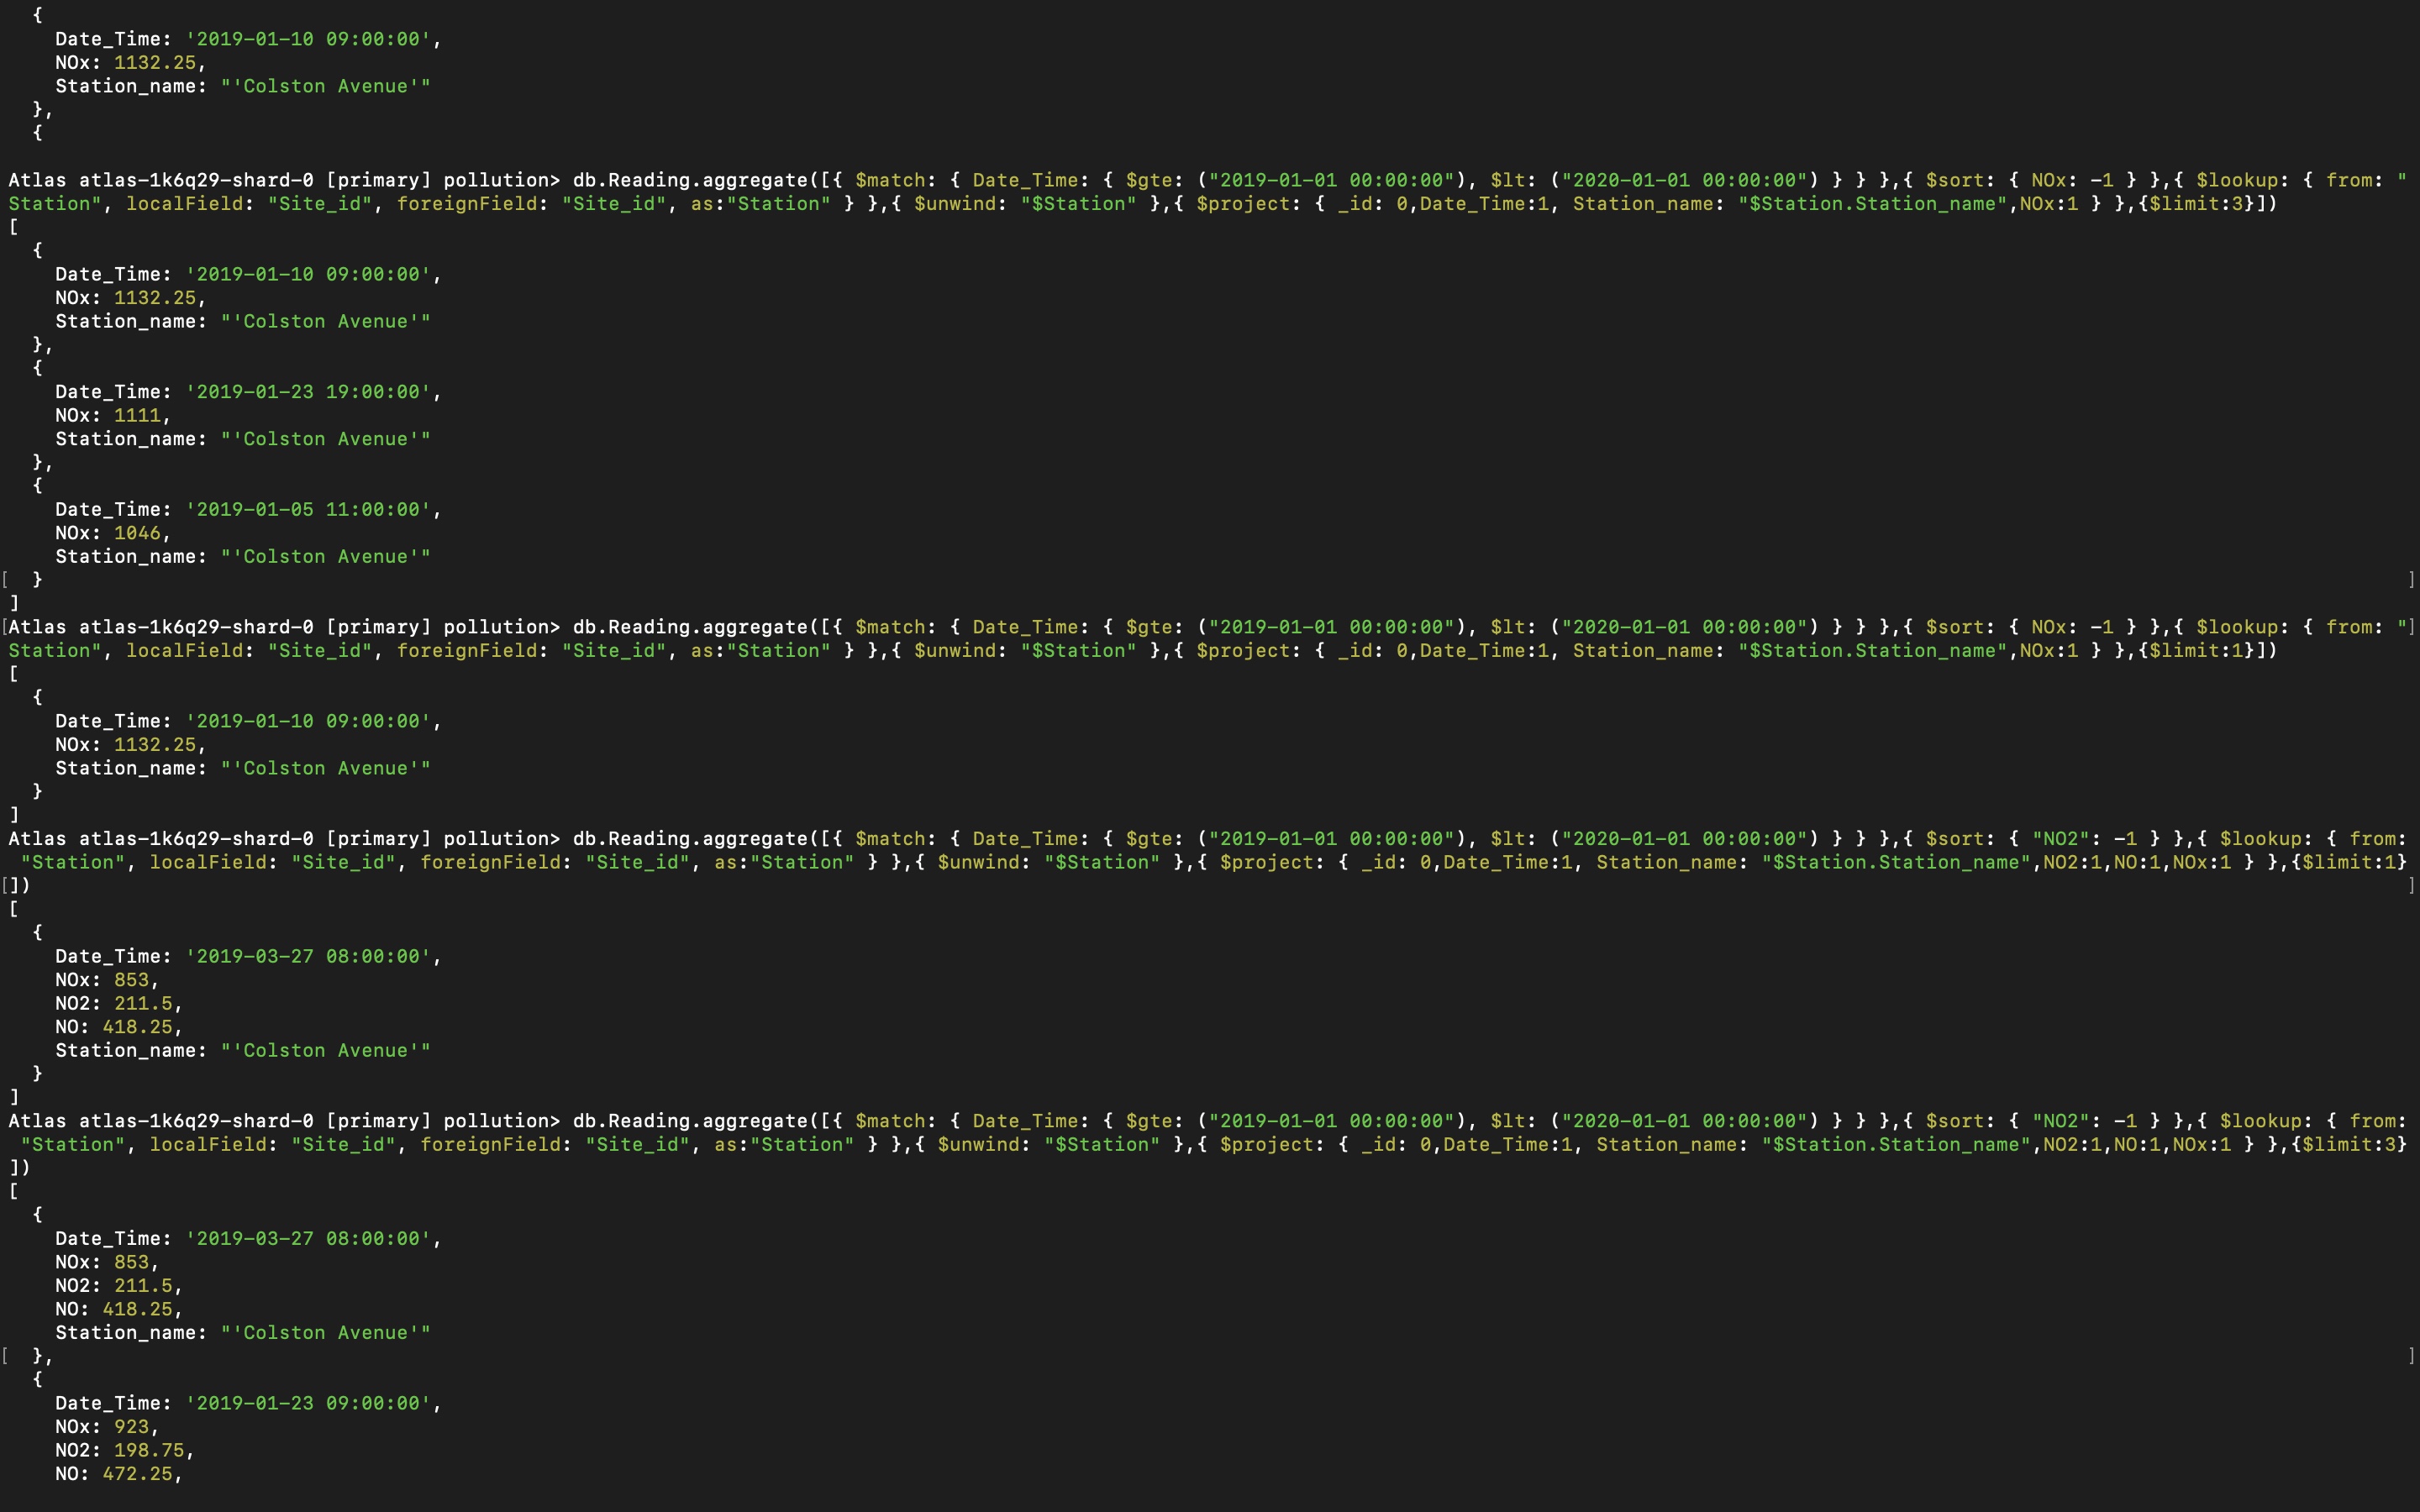 {
Date_Time: '2019-01-10 09:00:00',
NOx: 1132.25,
Station_name: "'Colston Avenue'"
},
{
Atlas atlas-1k6q29-shard-0 [primary] pollution> db.Reading.aggregate([{ $match: { Date_Time: { $gte: ("2019-01-01 00:00:00"), $lt: ("2020-01-01 00:00:00") } } },{ $sort: { NOx: -1 } },{ $lookup: { from: "
Station", localField: "Site_id", foreignField: "Site_id", as:"Station" } },{ $unwind: "$Station" },{ $project: { _id: 0,Date_Time:1, Station_name: "$Station.Station_name",NOx:1 } },{$limit:3}])
[
{
Date_Time: '2019-01-10 09:00:00',
NOx: 1132.25,
Station_name: "'Colston Avenue'"
},
{
Date_Time: '2019-01-23 19:00:00',
NOx: 1111,
Station_name: "'Colston Avenue'"
},
{
Date_Time: '2019-01-05 11:00:00',
NOx: 1046,
Station_name: "'Colston Avenue'"
[ } ]
]
[Atlas atlas-1k6q29-shard-0 [primary] pollution> db.Reading.aggregate([{ $match: { Date_Time: { $gte: ("2019-01-01 00:00:00"), $lt: ("2020-01-01 00:00:00") } } },{ $sort: { NOx: -1 } },{ $lookup: { from: "]
Station", localField: "Site_id", foreignField: "Site_id", as:"Station" } },{ $unwind: "$Station" },{ $project: { _id: 0,Date_Time:1, Station_name: "$Station.Station_name",NOx:1 } },{$limit:1}])
[
{
Date_Time: '2019-01-10 09:00:00',
NOx: 1132.25,
Station_name: "'Colston Avenue'"
}
]
Atlas atlas-1k6q29-shard-0 [primary] pollution> db.Reading.aggregate([{ $match: { Date_Time: { $gte: ("2019-01-01 00:00:00"), $lt: ("2020-01-01 00:00:00") } } },{ $sort: { "NO2": -1 } },{ $lookup: { from:
"Station", localField: "Site_id", foreignField: "Site_id", as:"Station" } },{ $unwind: "$Station" },{ $project: { _id: 0,Date_Time:1, Station_name: "$Station.Station_name",NO2:1,NO:1,NOx:1 } },{$limit:1}
[]) ]
[
{
Date_Time: '2019-03-27 08:00:00',
NOx: 853,
NO2: 211.5,
NO: 418.25,
Station_name: "'Colston Avenue'"
}
]
Atlas atlas-1k6q29-shard-0 [primary] pollution> db.Reading.aggregate([{ $match: { Date_Time: { $gte: ("2019-01-01 00:00:00"), $lt: ("2020-01-01 00:00:00") } } },{ $sort: { "NO2": -1 } },{ $lookup: { from:
"Station", localField: "Site_id", foreignField: "Site_id", as:"Station" } },{ $unwind: "$Station" },{ $project: { _id: 0,Date_Time:1, Station_name: "$Station.Station_name",NO2:1,NO:1,NOx:1 } },{$limit:3}
])
[
{
Date_Time: '2019-03-27 08:00:00',
NOx: 853,
NO2: 211.5,
NO: 418.25,
Station_name: "'Colston Avenue'"
[ }, ]
{
Date_Time: '2019-01-23 09:00:00',
NOx: 923,
NO2: 198.75,
NO: 472.25,